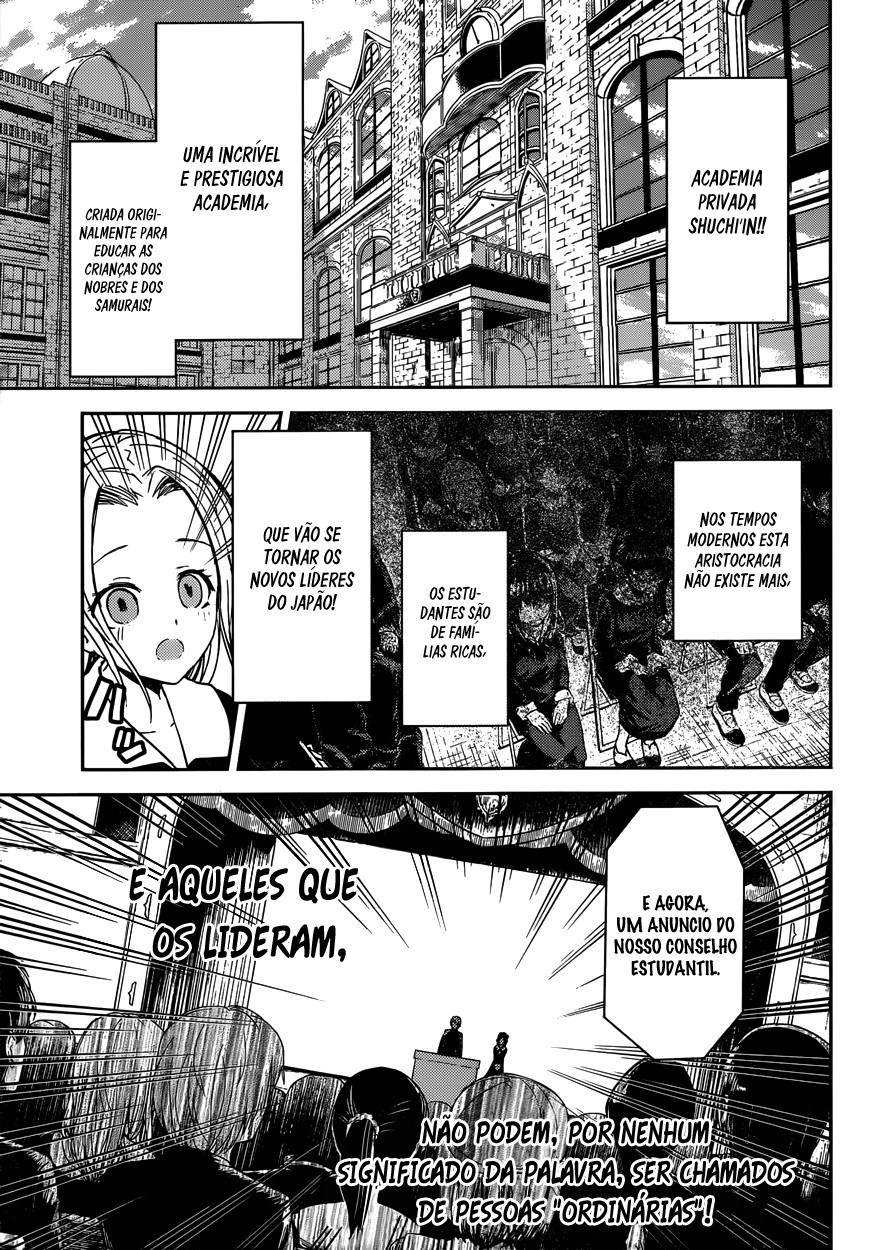 ACADEMIA
PRIVADA
SHUCHI'IN!!
UMA INCRÍVEL
E PRESTIGIOSA
ACADEMIA,
CRIADA ORIGI-
NALMENTE PARA
EDUCAR AS
CRIANÇAS DOS
NOBRES E DOS
SAMURAIS!
NOS TEMPOS
MODERNOS ESTA
ARISTOCRACIA
NÃO EXISTE MAIS,
OS ESTU-
DANTES SÃO
DE FAMÍ-
LIAS RICAS,
QUE VÃO SE
TORNAR OS
NOVOS LÍDERES
DO JAPÃO!
ハッ
E AGORA,
UM ANUNCIO DO
NOSSO CONSELHO
ESTUDANTIL.
E AQUELES QUE
OS LIDERAM,
NÃO PODEM, POR NENHUM
SIGNIFICADO DA PALAVRA, SER CHAMADOS
DE PESSOAS "ORDINÁRIAS"!